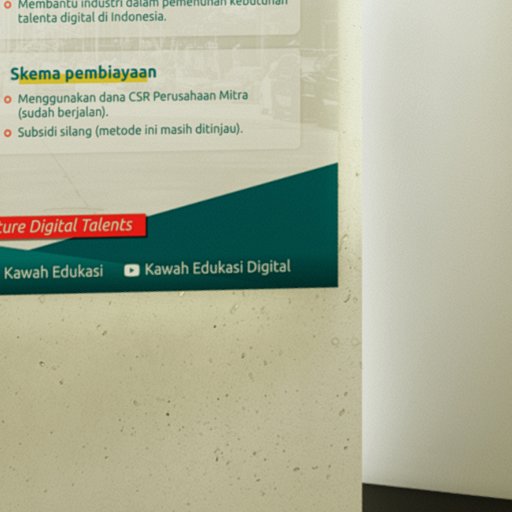 Membantu industri dalam pemenuhan kebutuhan
talenta digital di Indonesia.
Skema pembiayaan
Menggunakan dana CSR Perusahaan Mitra
(sudah berjalan).
Subsidi silang (metode ini masih ditinjau).
ture Digital Talents
Kawah Edukasi
Kawah Edukasi Digital